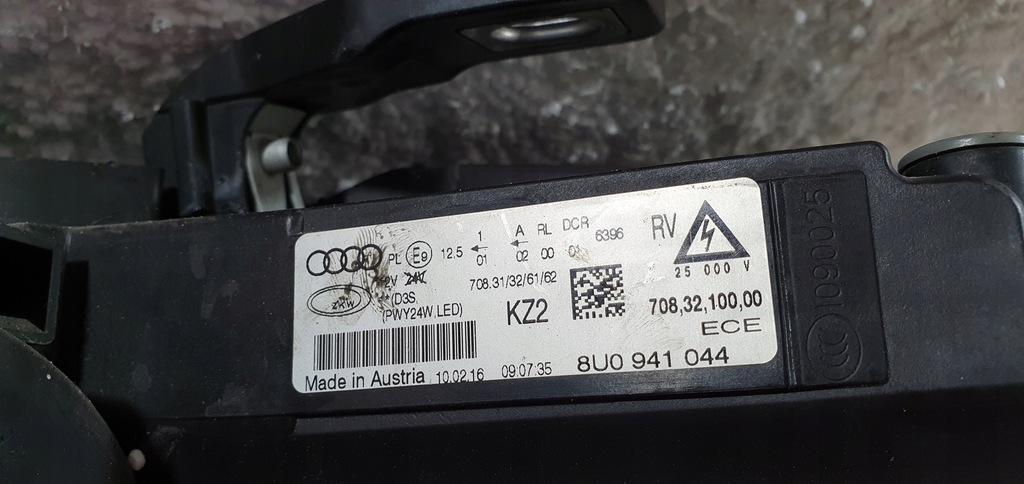 PL E9 12.5 1 A RL DCR 6396 RV
01 02 00
24V 708.31/32/61/62 25 000 V
ZKW (D3S,
(PWY24W,LED) KZ2 708,32,100,00
ECE
Made in Austria 10.02.16 09:07:35 8U0 941 044
1090025
CCC